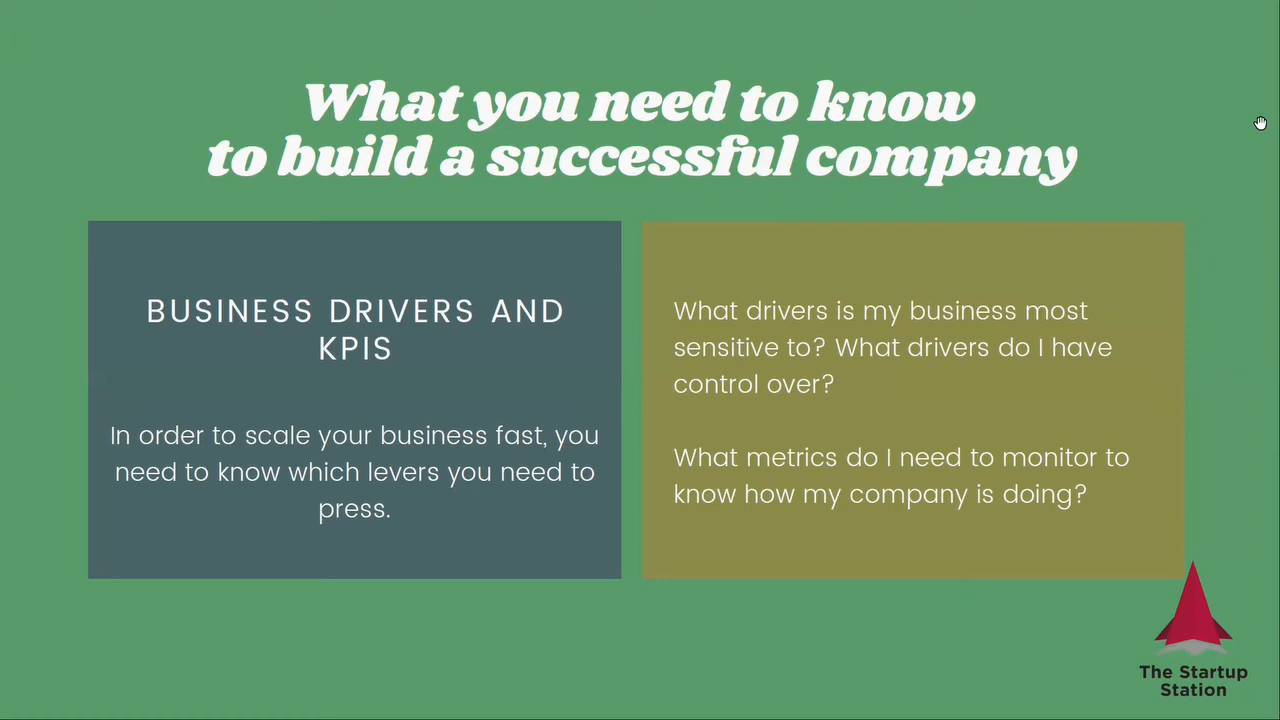 What you need to know
to build a successful company
BUSINESS DRIVERS AND
KPIS
In order to scale your business fast, you
need to know which levers you need to
press.
What drivers is my business most
sensitive to? What drivers do I have
control over?
What metrics do I need to monitor to
know how my company is doing?
The Startup
Station